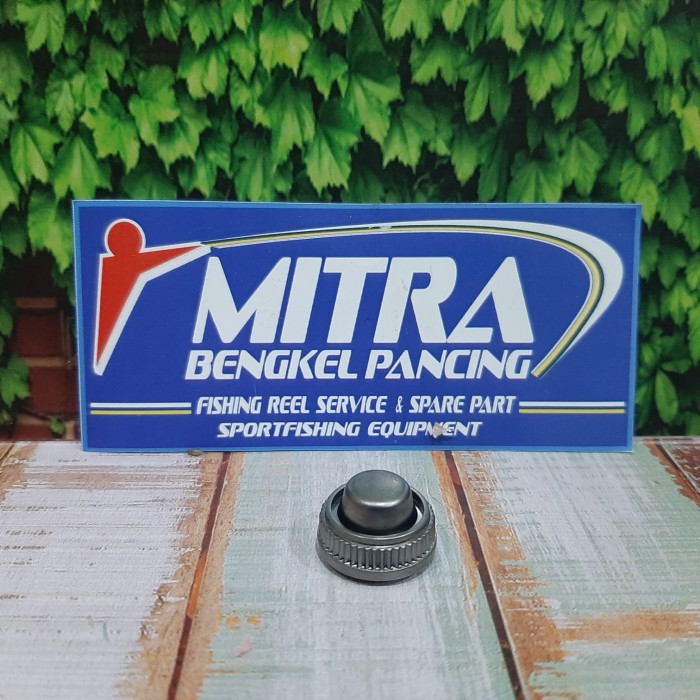 MITRA
BENGKEL PANCING
FISHING REEL SERVICE & SPARE PART
SPORTFISHING EQUIPMENT